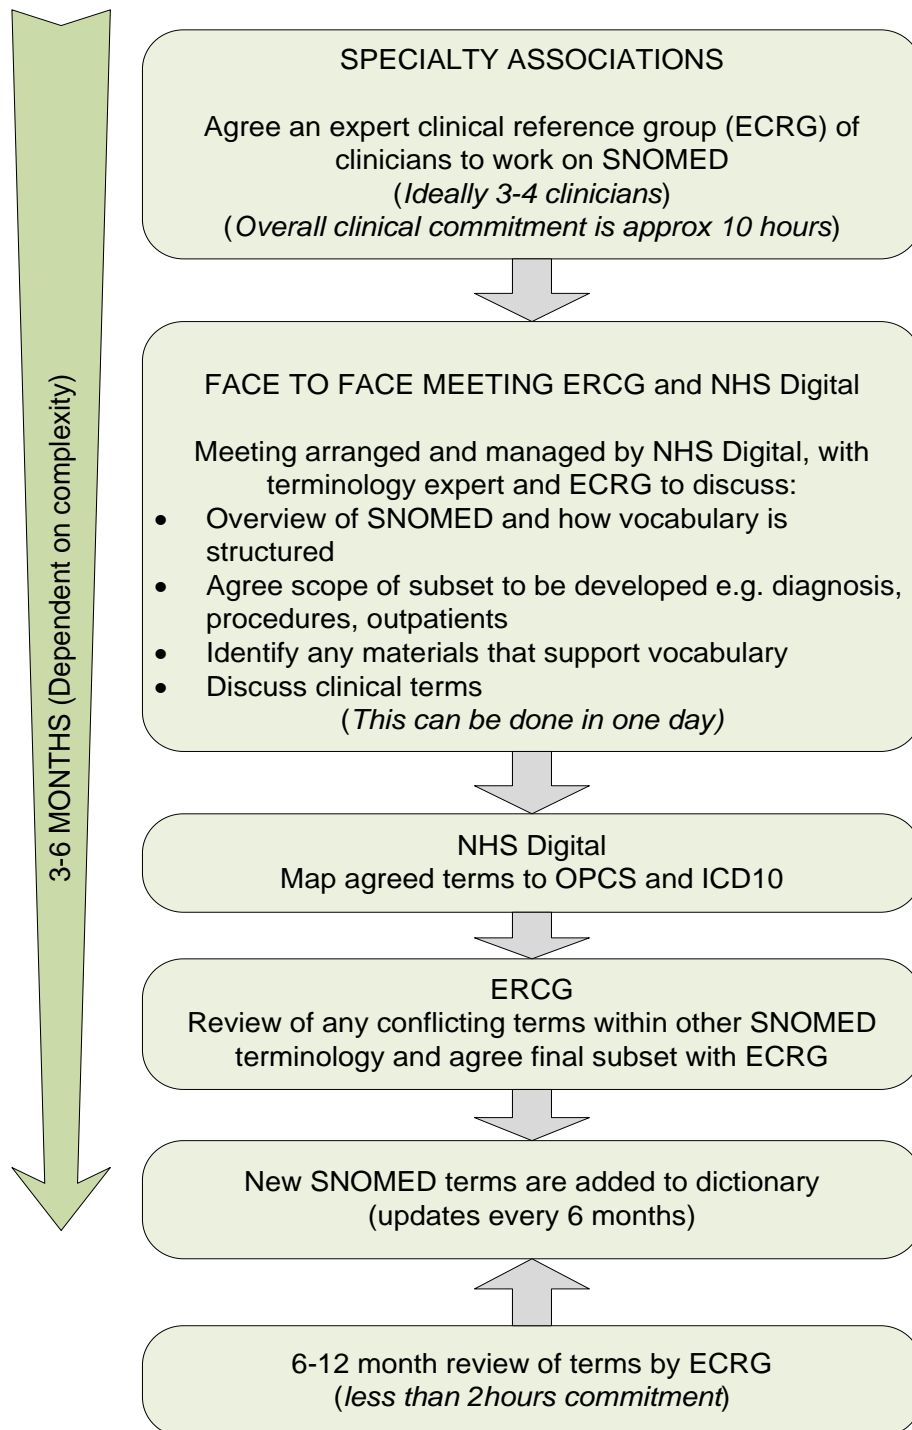 SPECIALTY ASSOCIATIONS
Agree an expert clinical reference group (ECRG) of
clinicians to work on SNOMED
(Ideally 3-4 clinicians)
(Overall clinical commitment is approx 10 hours)
FACE TO FACE MEETING ERCG and NHS Digital
Meeting arranged and managed by NHS Digital, with
terminology expert and ECRG to discuss:
• Overview of SNOMED and how vocabulary is
structured
• Agree scope of subset to be developed e.g. diagnosis,
procedures, outpatients
• Identify any materials that support vocabulary
• Discuss clinical terms
(This can be done in one day)
3-6 MONTHS (Dependent on complexity)
NHS Digital
Map agreed terms to OPCS and ICD10
ERCG
Review of any conflicting terms within other SNOMED
terminology and agree final subset with ECRG
New SNOMED terms are added to dictionary
(updates every 6 months)
6-12 month review of terms by ECRG
(less than 2hours commitment)